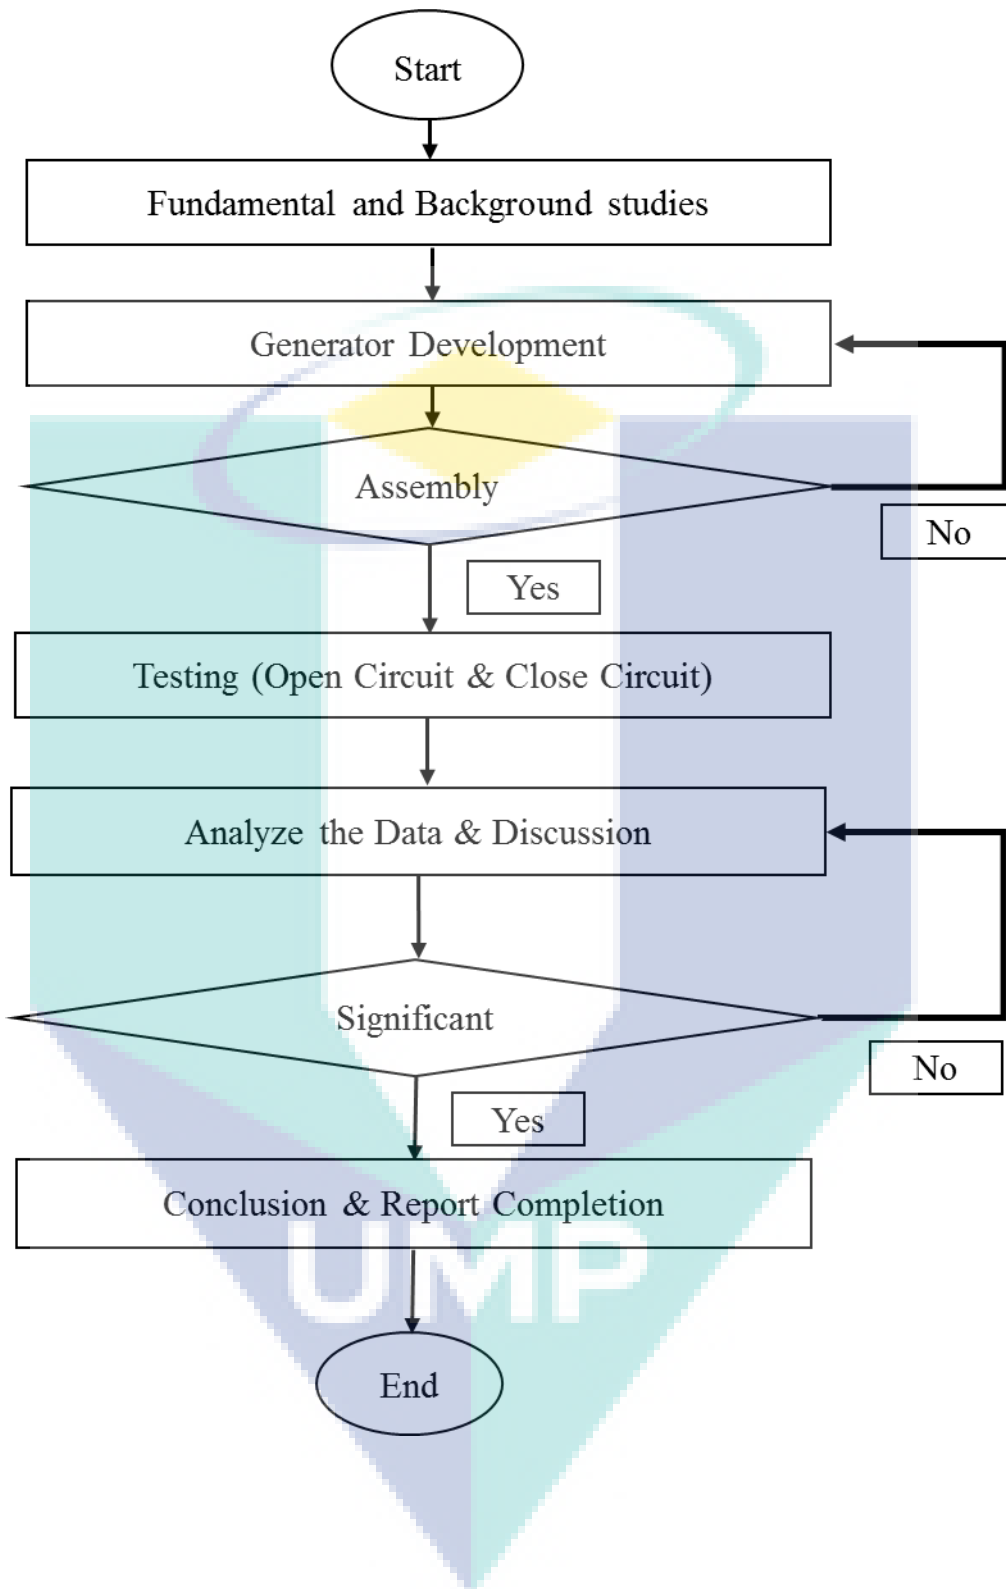 Start
Fundamental and Background studies
Generator Development
Assembly
No
Yes
Testing (Open Circuit & Close Circuit)
Analyze the Data & Discussion
Significant
No
Yes
Conclusion & Report Completion
UMP
End